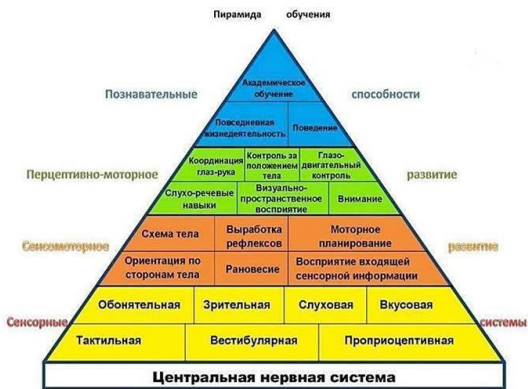 Пирамида обучения
Академическое
обучение
Познавательные способности
Повседневная
жизнедеятельность
Поведение
Координация
глаз-рука
Контроль за
положением
тела
Глазо-
двигательный
контроль
Перцептивно-моторное развитие
Слухо-речевые
навыки
Визуально-
пространственное
восприятие
Внимание
Схема тела
Выработка
рефлексов
Моторное
планирование
Сенсомоторное развитие
Ориентация по
сторонам тела
Рановесие
Восприятие входящей
сенсорной информации
Обонятельная Зрительная Слуховая Вкусовая
Сенсорные системы
Тактильная Вестибулярная Проприоцептивная
Центральная нервная система